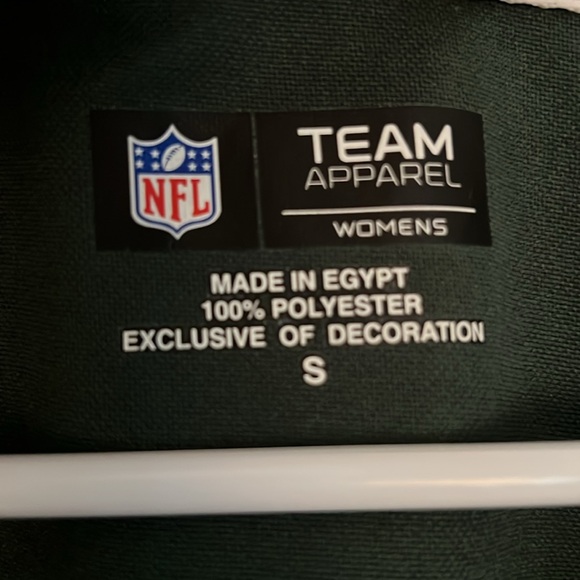 NFL
TEAM
APPAREL
WOMENS
MADE IN EGYPT
100% POLYESTER
EXCLUSIVE OF DECORATION
S